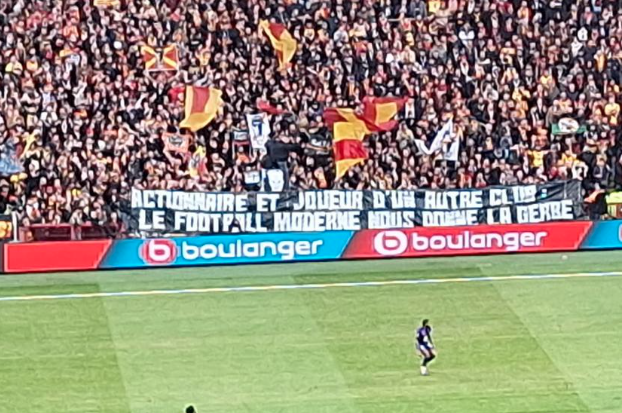 ACTIONNAIRE ET JOUEUR D'UN AUTRE CLUB :
LE FOOTBALL MODERNE NOUS DONNE LA GERBE
b boulanger b boulanger